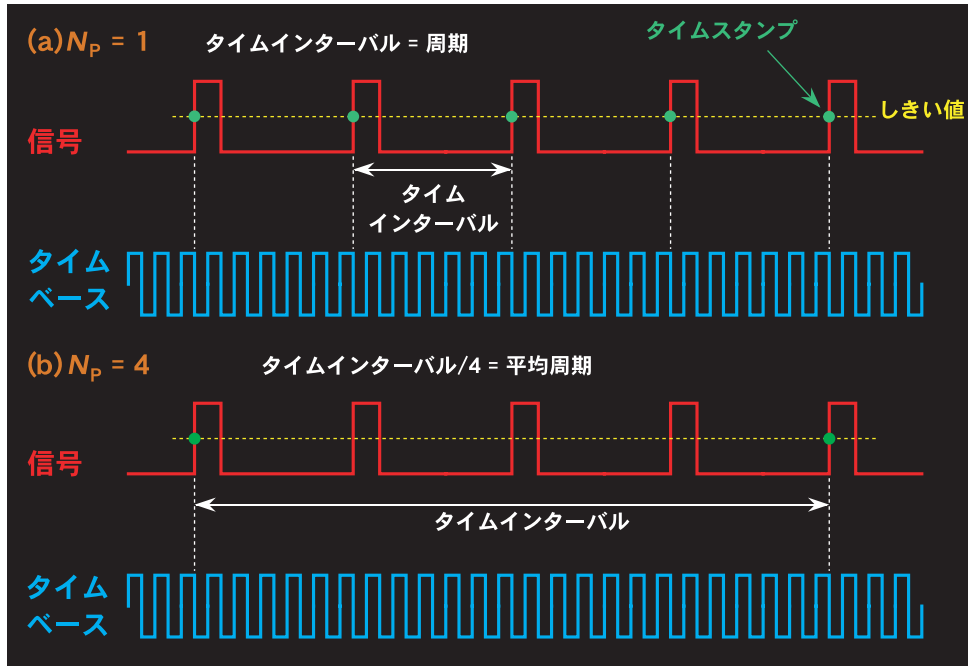 (a) N_P = 1
タイムインターバル = 周期
タイムスタンプ
しきい値
信号
タイム
インターバル
タイム
ベース
(b) N_P = 4
タイムインターバル/4 = 平均周期
信号
タイムインターバル
タイム
ベース